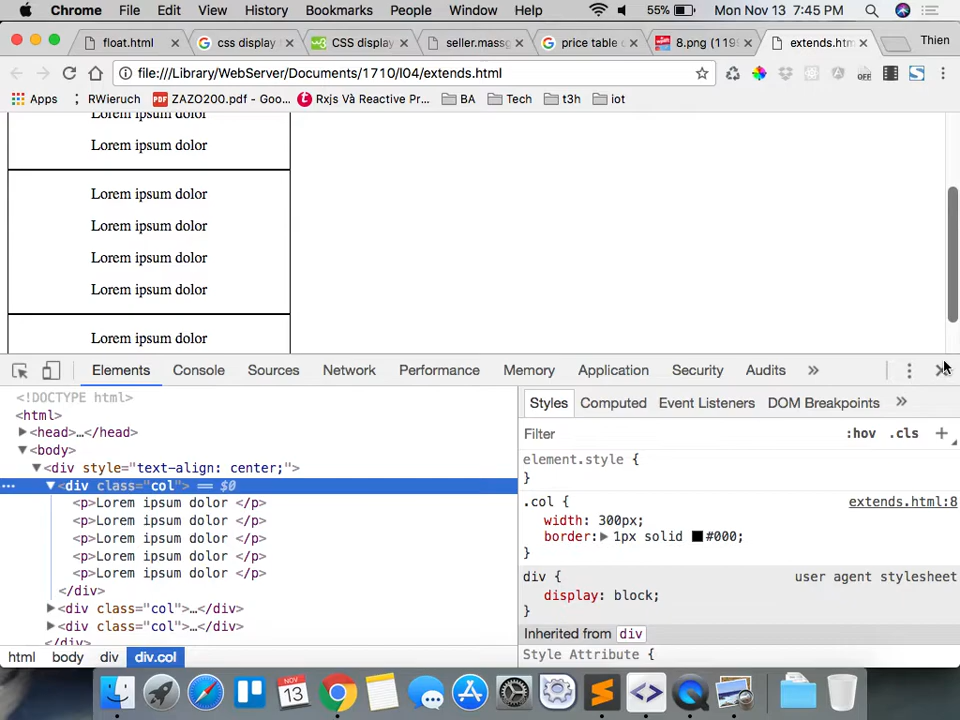 Chrome File Edit View History Bookmarks People Window Help 55% Mon Nov 13 7:45 PM
float.html css display CSS display seller.massg price table c 8.png (119 extends.htm Thien
file:///Library/WebServer/Documents/1710/l04/extends.html OFF
Apps RWieruch PDF ZAZO200.pdf - Goo... Rxjs Và Reactive Pr... BA Tech t3h iot
Lorem ipsum dolor
Lorem ipsum dolor
Lorem ipsum dolor
Lorem ipsum dolor
Lorem ipsum dolor
Lorem ipsum dolor
Lorem ipsum dolor
Elements Console Sources Network Performance Memory Application Security Audits »
<!DOCTYPE html>
<html>
<head>…</head>
<body>
<div style="text-align: center;">
<div class="col"> == $0
<p>Lorem ipsum dolor </p>
<p>Lorem ipsum dolor </p>
<p>Lorem ipsum dolor </p>
<p>Lorem ipsum dolor </p>
<p>Lorem ipsum dolor </p>
</div>
<div class="col">…</div>
<div class="col">…</div>
</div>
html body div div.col
Styles Computed Event Listeners DOM Breakpoints »
Filter :hov .cls +
element.style {
}
.col { extends.html:8
width: 300px;
border: 1px solid #000;
}
div { user agent stylesheet
display: block;
}
Inherited from div
Style Attribute {
NOV
13